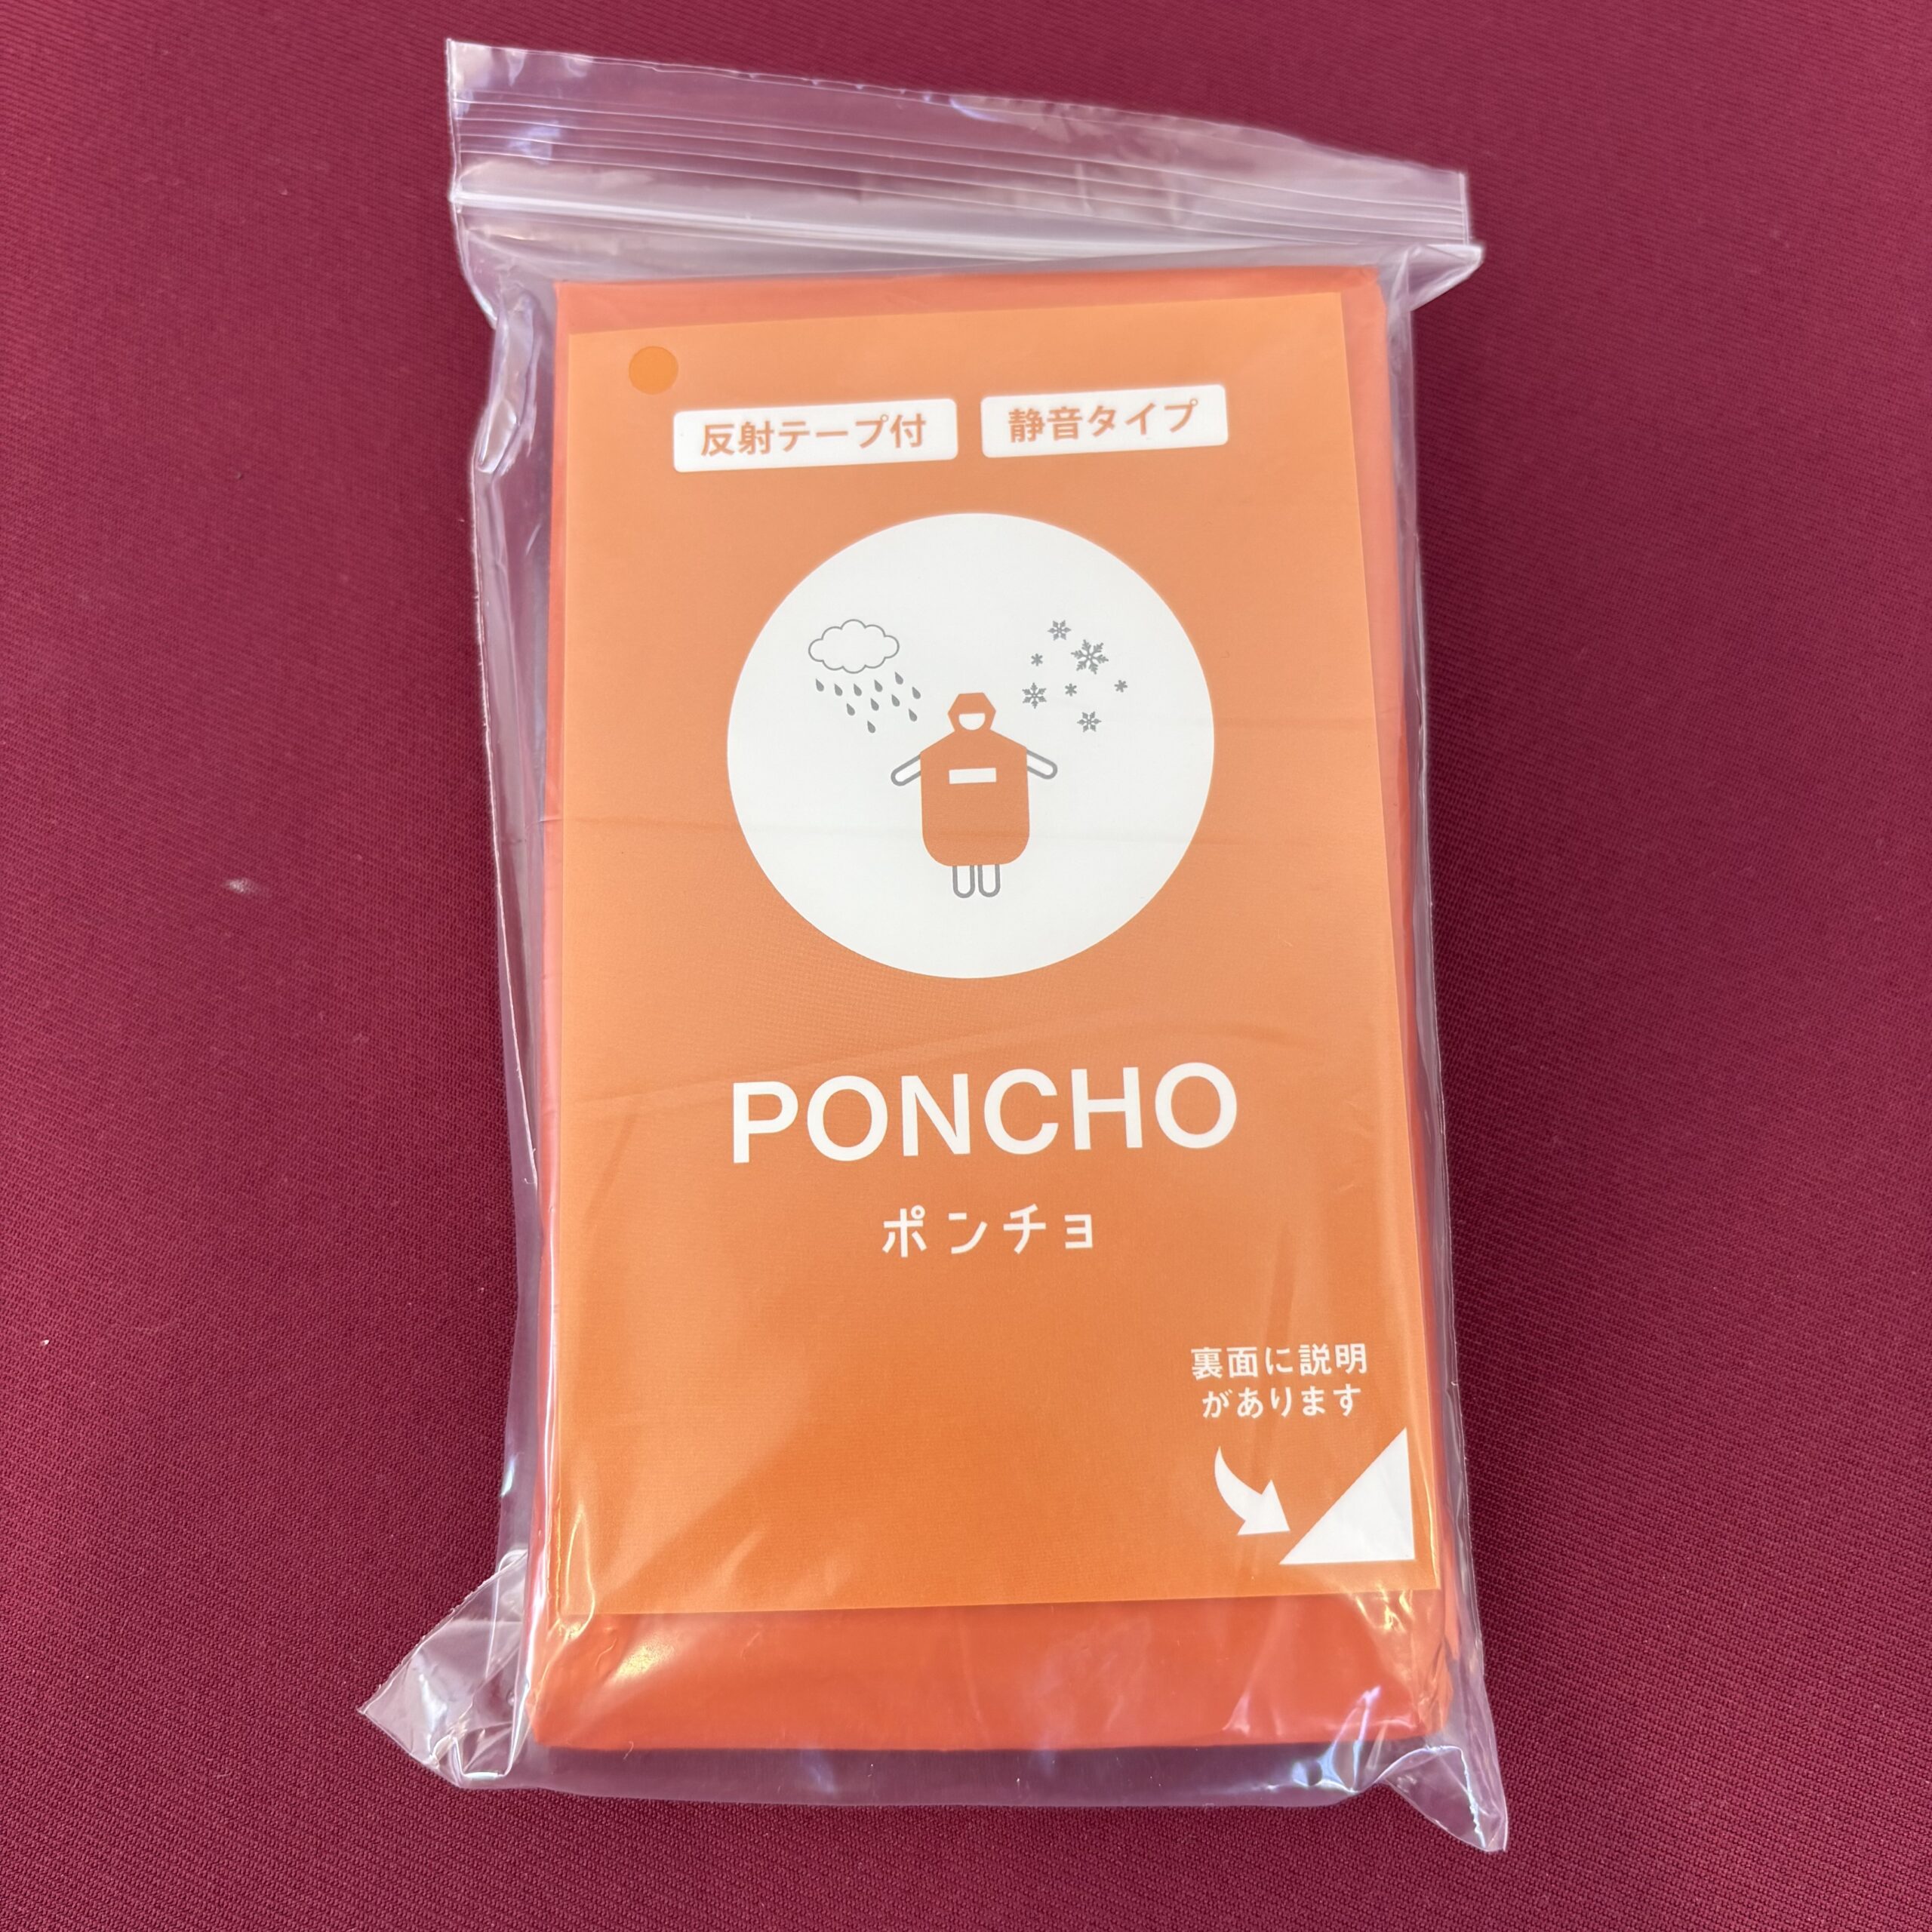 反射テープ付 静音タイプ
PONCHO
ポンチョ
裏面に説明
があります